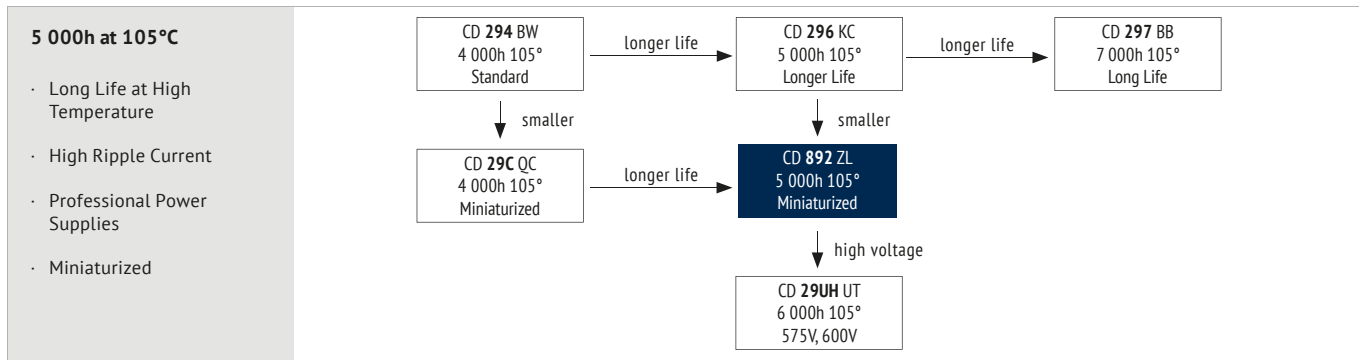 5 000h at 105°C
· Long Life at High
Temperature
· High Ripple Current
· Professional Power
Supplies
· Miniaturized
CD 294 BW
4 000h 105°
Standard
longer life
CD 296 KC
5 000h 105°
Longer Life
longer life
CD 297 BB
7 000h 105°
Long Life
smaller
smaller
CD 29C QC
4 000h 105°
Miniaturized
longer life
CD 892 ZL
5 000h 105°
Miniaturized
high voltage
CD 29UH UT
6 000h 105°
575V, 600V